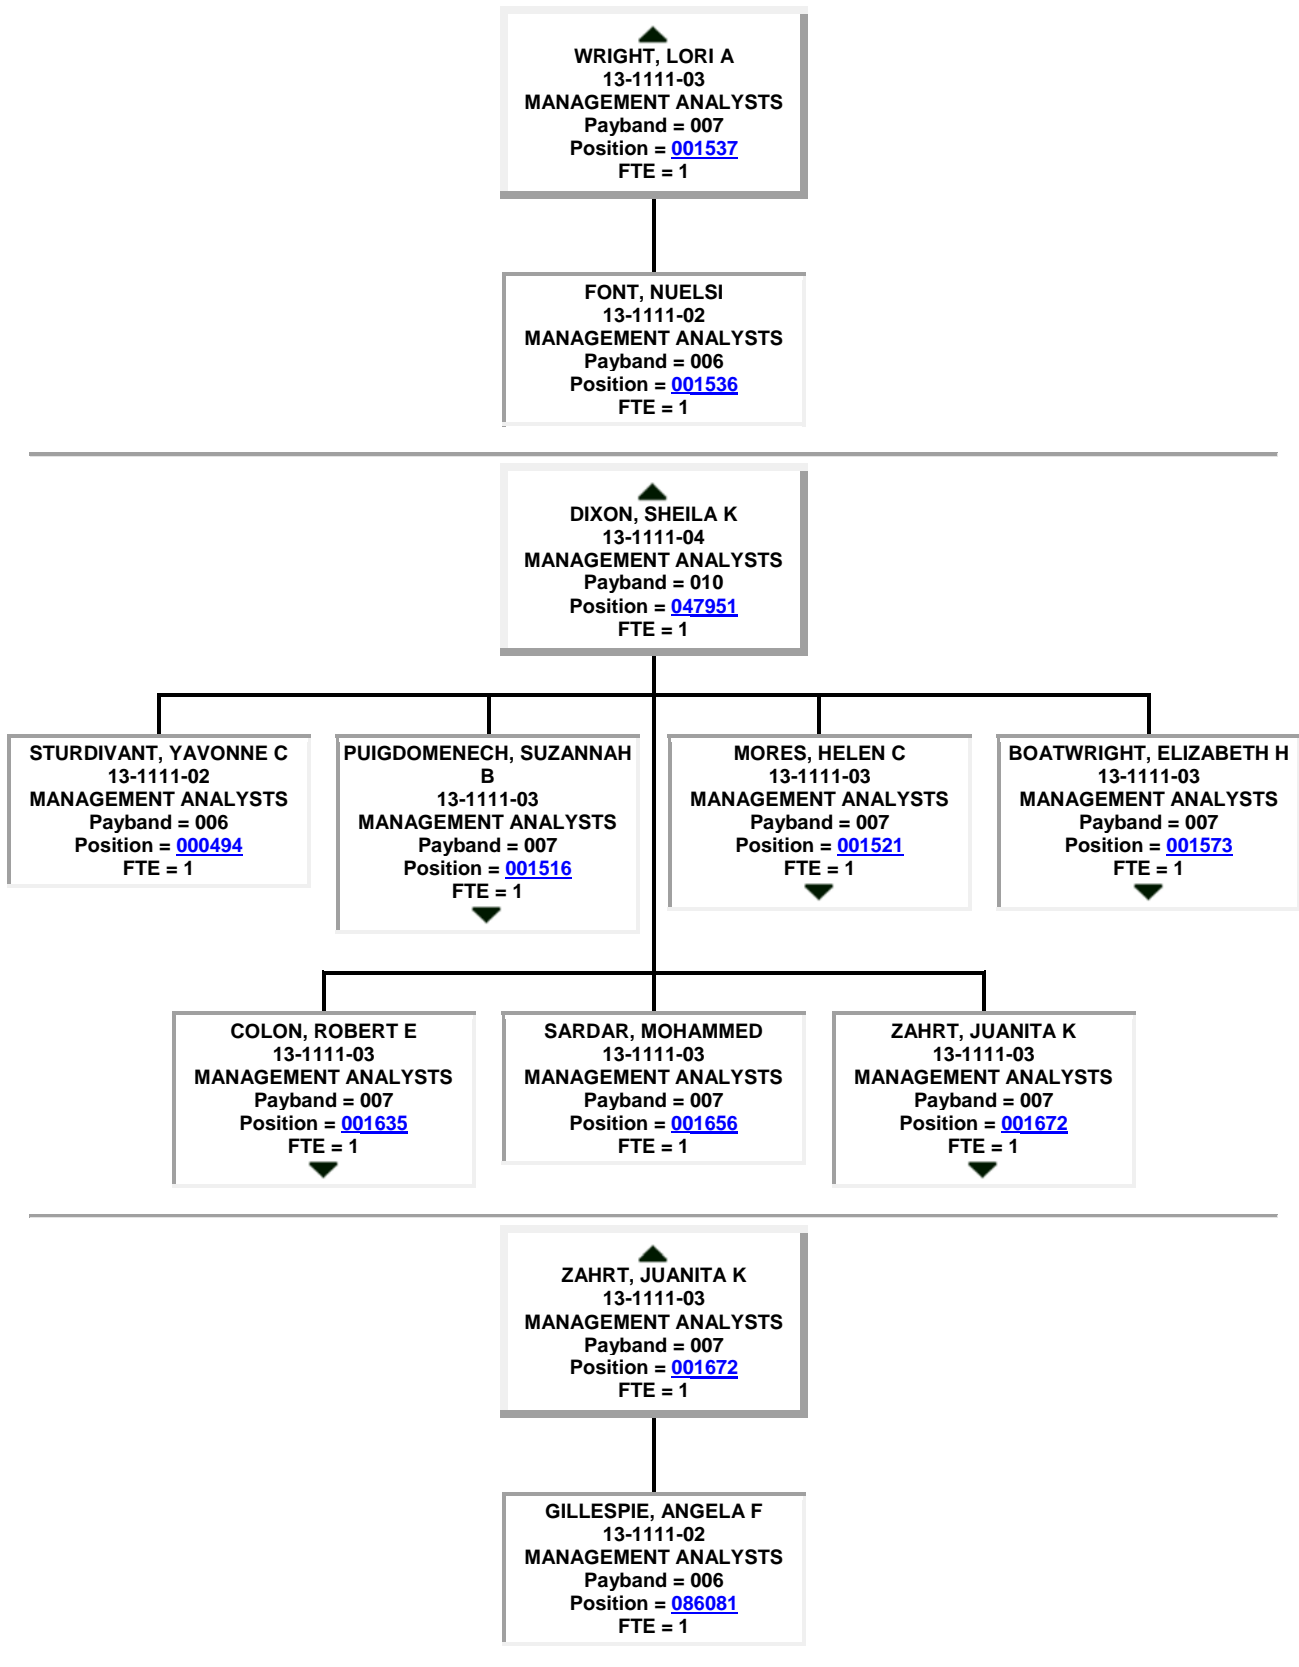 WRIGHT, LORI A
13-1111-03
MANAGEMENT ANALYSTS
Payband = 007
Position = 001537
FTE = 1
FONT, NUELSI
13-1111-02
MANAGEMENT ANALYSTS
Payband = 006
Position = 001536
FTE = 1
DIXON, SHEILA K
13-1111-04
MANAGEMENT ANALYSTS
Payband = 010
Position = 047951
FTE = 1
STURDIVANT, YAVONNE C
13-1111-02
MANAGEMENT ANALYSTS
Payband = 006
Position = 000494
FTE = 1
PUIGDOMENECH, SUZANNAH
B
13-1111-03
MANAGEMENT ANALYSTS
Payband = 007
Position = 001516
FTE = 1
MORES, HELEN C
13-1111-03
MANAGEMENT ANALYSTS
Payband = 007
Position = 001521
FTE = 1
BOATWRIGHT, ELIZABETH H
13-1111-03
MANAGEMENT ANALYSTS
Payband = 007
Position = 001573
FTE = 1
COLON, ROBERT E
13-1111-03
MANAGEMENT ANALYSTS
Payband = 007
Position = 001635
FTE = 1
SARDAR, MOHAMMED
13-1111-03
MANAGEMENT ANALYSTS
Payband = 007
Position = 001656
FTE = 1
ZAHRT, JUANITA K
13-1111-03
MANAGEMENT ANALYSTS
Payband = 007
Position = 001672
FTE = 1
ZAHRT, JUANITA K
13-1111-03
MANAGEMENT ANALYSTS
Payband = 007
Position = 001672
FTE = 1
GILLESPIE, ANGELA F
13-1111-02
MANAGEMENT ANALYSTS
Payband = 006
Position = 086081
FTE = 1